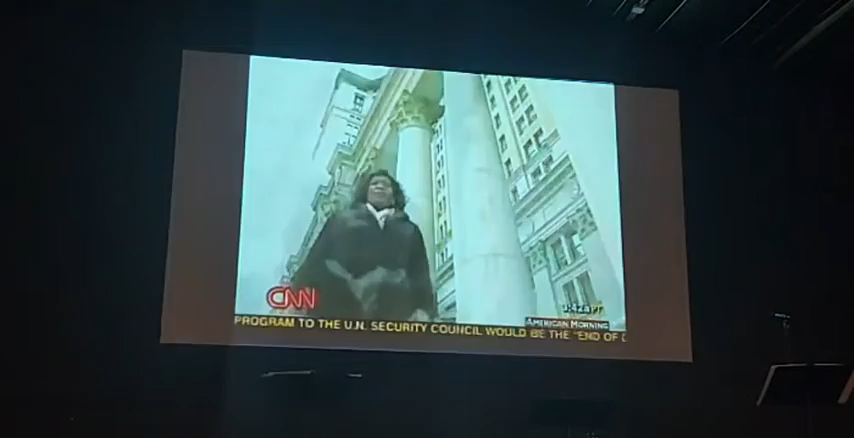 CNN
AMERICAN MORNING
PROGRAM TO THE U.N. SECURITY COUNCIL WOULD BE THE "END OF